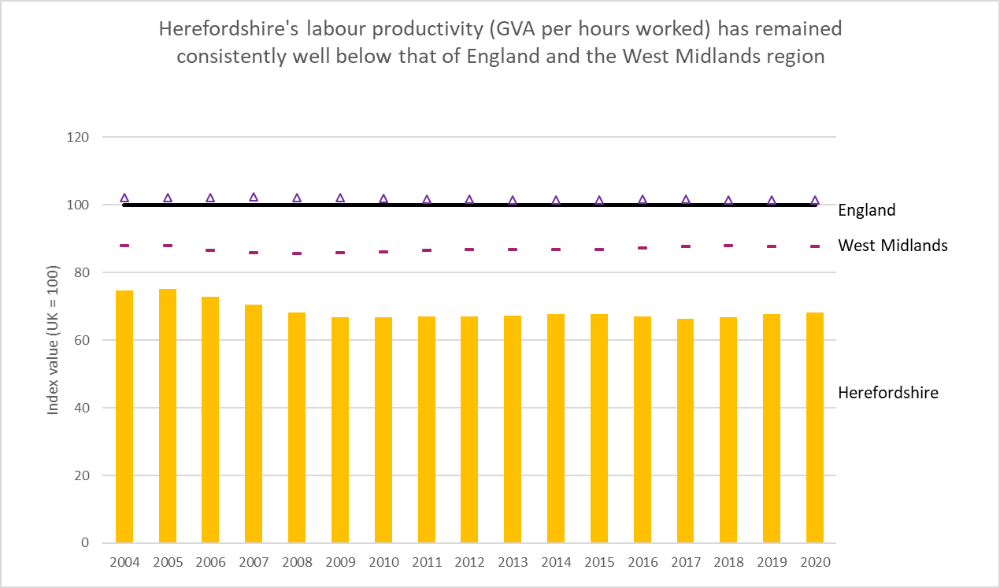 Herefordshire's labour productivity (GVA per hours worked) has remained
consistently well below that of England and the West Midlands region
120
100
80
60
40
20
0
Index value (UK = 100)
England
West Midlands
Herefordshire
2004 2005 2006 2007 2008 2009 2010 2011 2012 2013 2014 2015 2016 2017 2018 2019 2020